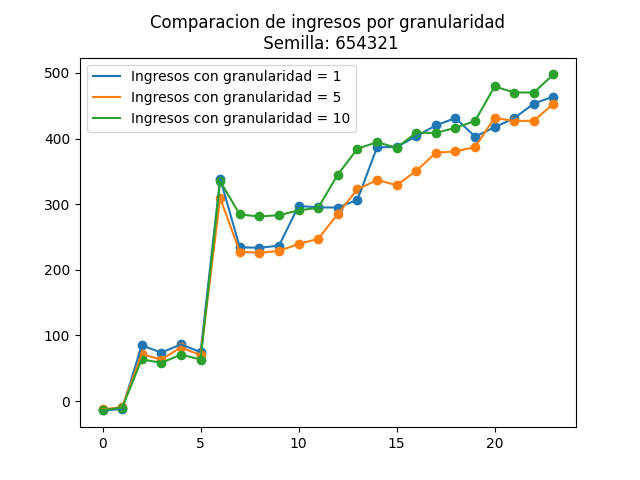 Comparacion de ingresos por granularidad
Semilla: 654321
Ingresos con granularidad = 1
Ingresos con granularidad = 5
Ingresos con granularidad = 10
500
400
300
200
100
0
0 5 10 15 20